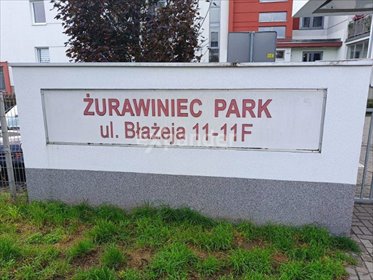 ŻURAWINIEC PARK
ul. Błażeja 11-11F